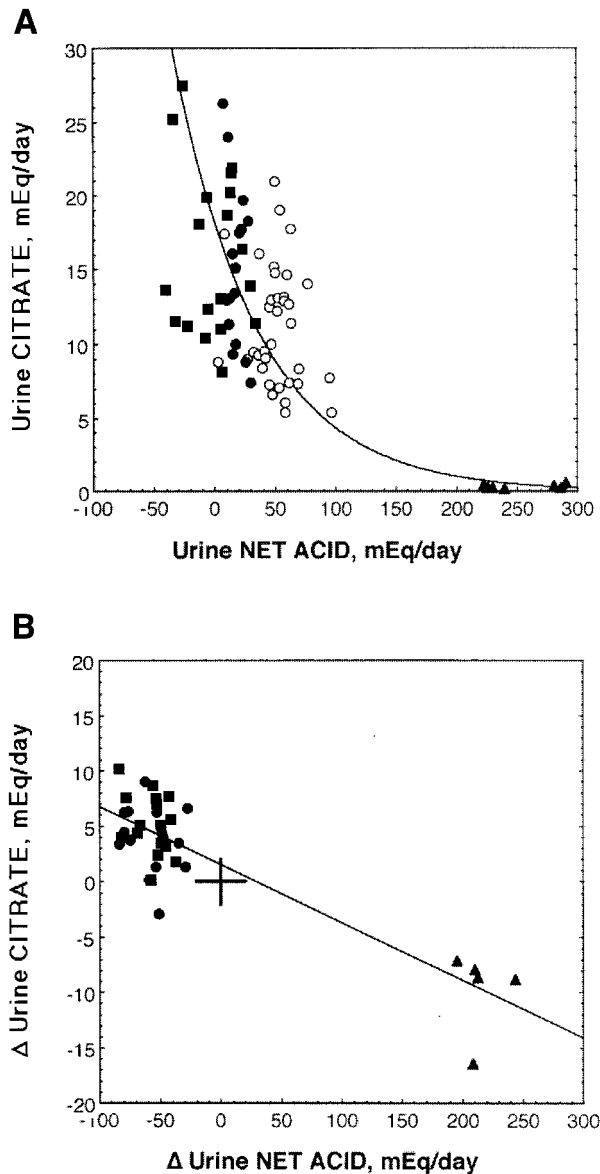 A
Urine CITRATE, mEq/day
30
25
20
15
10
5
0
-100 -50 0 50 100 150 200 250 300
Urine NET ACID, mEq/day
B
Δ Urine CITRATE, mEq/day
20
15
10
5
0
-5
-10
-15
-20
-100 -50 0 50 100 150 200 250 300
Δ Urine NET ACID, mEq/day